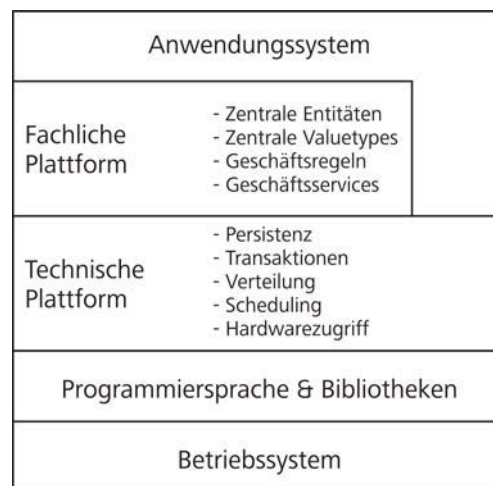 Anwendungssystem
Fachliche
Plattform
- Zentrale Entitäten
- Zentrale Valuetypes
- Geschäftsregeln
- Geschäftsservices
Technische
Plattform
- Persistenz
- Transaktionen
- Verteilung
- Scheduling
- Hardwarezugriff
Programmiersprache & Bibliotheken
Betriebssystem